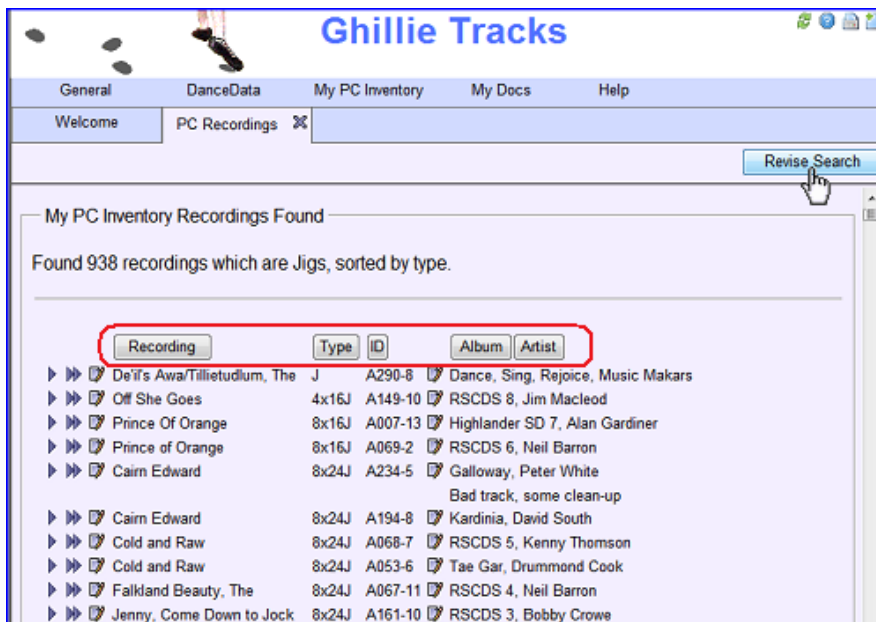 Ghillie Tracks
General DanceData My PC Inventory My Docs Help
Welcome PC Recordings
Revise Search
My PC Inventory Recordings Found
Found 938 recordings which are Jigs, sorted by type.
Recording Type ID Album Artist
De'il's Awa/Tillietudlum, The J A290-8 Dance, Sing, Rejoice, Music Makars
Off She Goes 4x16J A149-10 RSCDS 8, Jim Macleod
Prince Of Orange 8x16J A007-13 Highlander SD 7, Alan Gardiner
Prince of Orange 8x16J A069-2 RSCDS 6, Neil Barron
Cairn Edward 8x24J A234-5 Galloway, Peter White
Bad track, some clean-up
Cairn Edward 8x24J A194-8 Kardinia, David South
Cold and Raw 8x24J A068-7 RSCDS 5, Kenny Thomson
Cold and Raw 8x24J A053-6 Tae Gar, Drummond Cook
Falkland Beauty, The 8x24J A067-11 RSCDS 4, Neil Barron
Jenny, Come Down to Jock 8x24J A161-10 RSCDS 3, Bobby Crowe